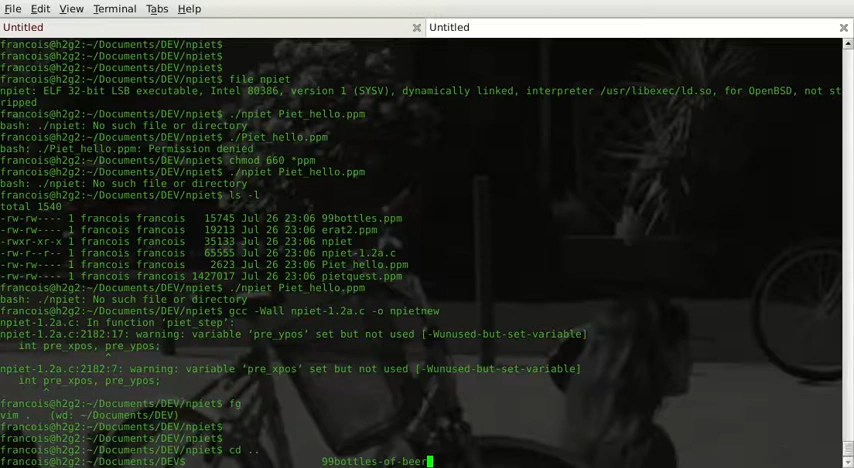 File Edit View Terminal Tabs Help
Untitled Untitled
francois@h2g2:~/Documents/DEV/npiet$
francois@h2g2:~/Documents/DEV/npiet$
francois@h2g2:~/Documents/DEV/npiet$
francois@h2g2:~/Documents/DEV/npiet$ file npiet
npiet: ELF 32-bit LSB executable, Intel 80386, version 1 (SYSV), dynamically linked, interpreter /usr/libexec/ld.so, for OpenBSD, not st
ripped
francois@h2g2:~/Documents/DEV/npiet$ ./npiet Piet_hello.ppm
bash: ./npiet: No such file or directory
francois@h2g2:~/Documents/DEV/npiet$ ./Piet_hello.ppm
bash: ./Piet_hello.ppm: Permission denied
francois@h2g2:~/Documents/DEV/npiet$ chmod 660 *ppm
francois@h2g2:~/Documents/DEV/npiet$ ./npiet Piet_hello.ppm
bash: ./npiet: No such file or directory
francois@h2g2:~/Documents/DEV/npiet$ ls -l
total 1540
-rw-rw---- 1 francois francois 15745 Jul 26 23:06 99bottles.ppm
-rw-rw---- 1 francois francois 19213 Jul 26 23:06 erat2.ppm
-rwxr-xr-x 1 francois francois 35133 Jul 26 23:06 npiet
-rw-r--r-- 1 francois francois 65555 Jul 26 23:06 npiet-1.2a.c
-rw-rw---- 1 francois francois 2623 Jul 26 23:06 Piet_hello.ppm
-rw-rw---- 1 francois francois 1427017 Jul 26 23:06 pietquest.ppm
francois@h2g2:~/Documents/DEV/npiet$ ./npiet Piet_hello.ppm
bash: ./npiet: No such file or directory
francois@h2g2:~/Documents/DEV/npiet$ gcc -Wall npiet-1.2a.c -o npietnew
npiet-1.2a.c: In function ‘piet_step’:
npiet-1.2a.c:2182:17: warning: variable ‘pre_ypos’ set but not used [-Wunused-but-set-variable]
int pre_xpos, pre_ypos;
^
npiet-1.2a.c:2182:7: warning: variable ‘pre_xpos’ set but not used [-Wunused-but-set-variable]
int pre_xpos, pre_ypos;
^
francois@h2g2:~/Documents/DEV/npiet$ fg
vim . (wd: ~/Documents/DEV)
francois@h2g2:~/Documents/DEV/npiet$
francois@h2g2:~/Documents/DEV/npiet$
francois@h2g2:~/Documents/DEV/npiet$ cd ..
francois@h2g2:~/Documents/DEV$ 99bottles-of-beer